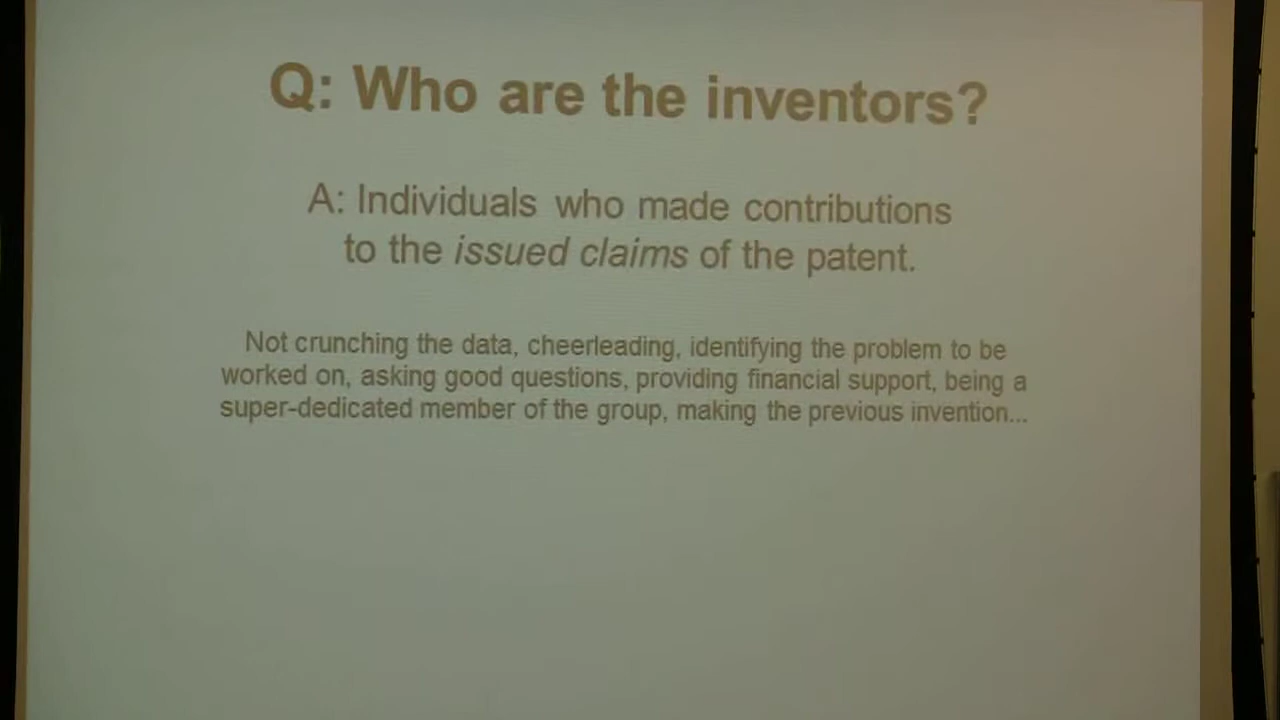 Q: Who are the inventors?
A: Individuals who made contributions
to the issued claims of the patent.
Not crunching the data, cheerleading, identifying the problem to be
worked on, asking good questions, providing financial support, being a
super-dedicated member of the group, making the previous invention...